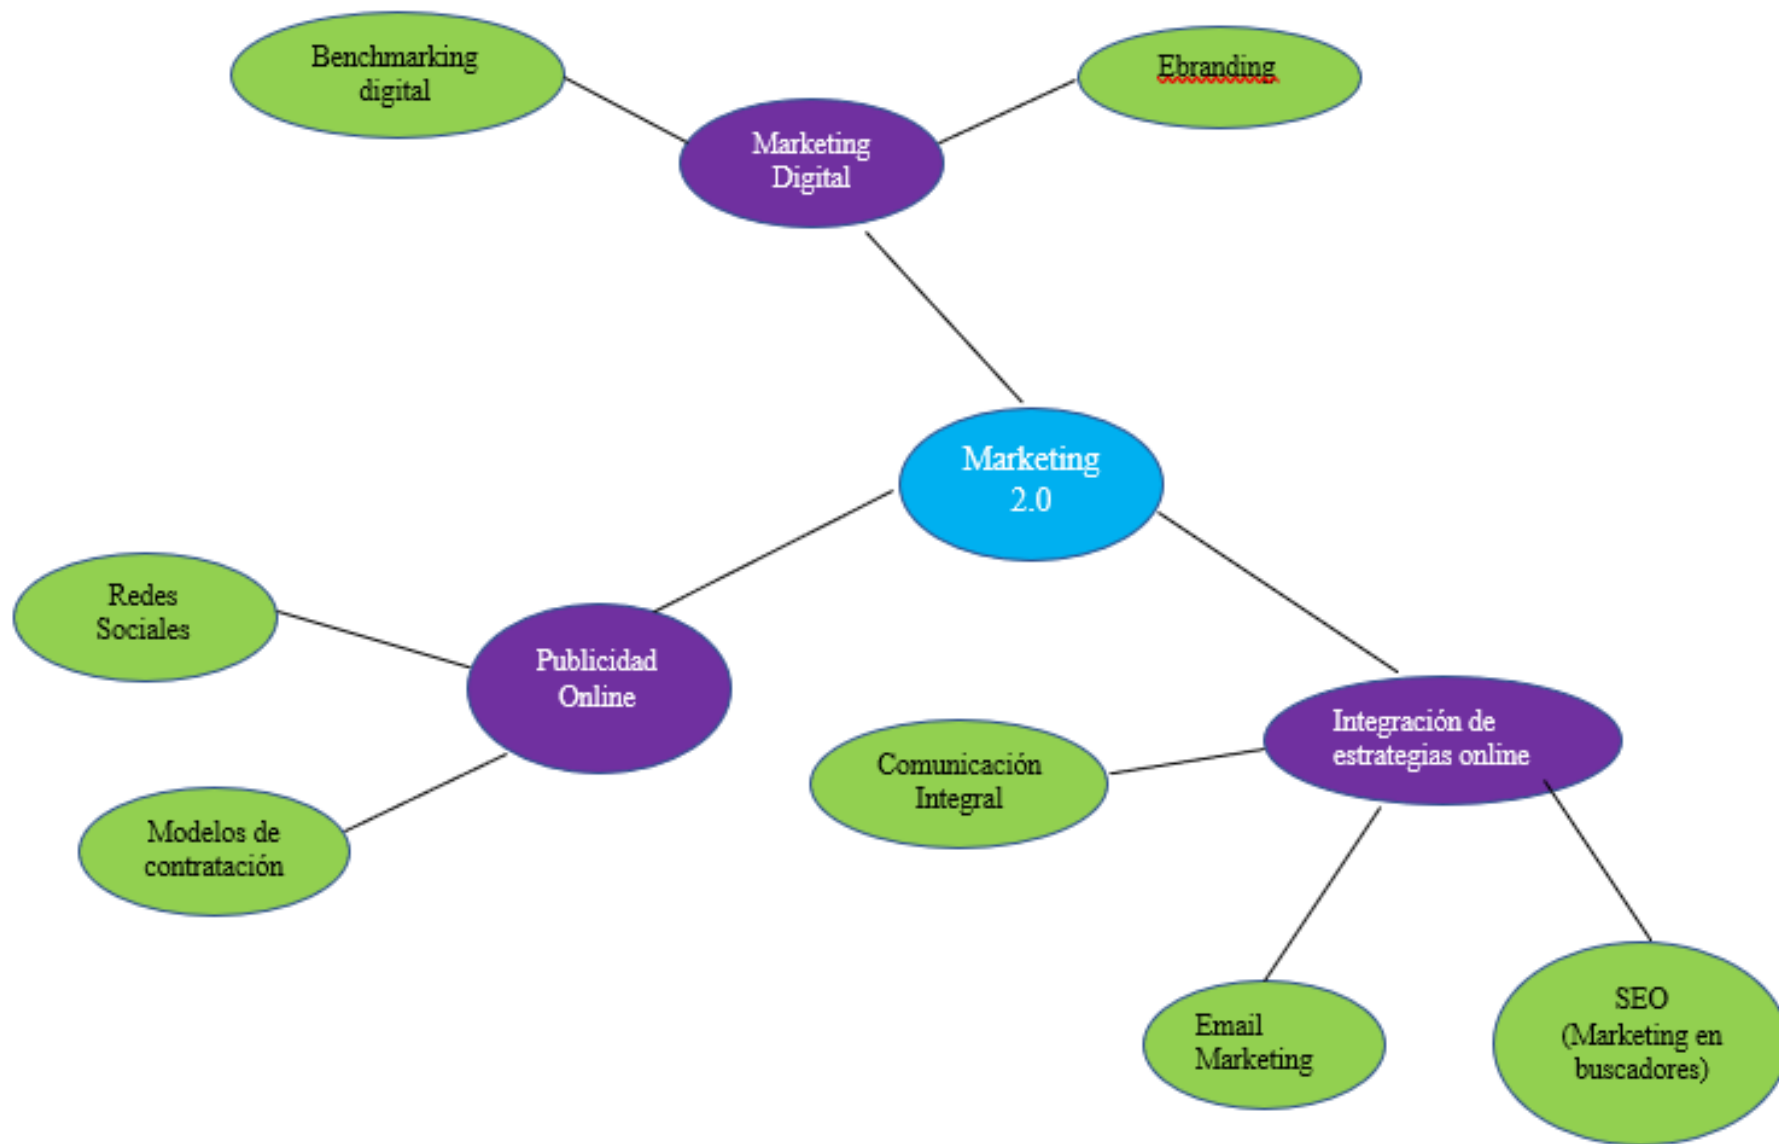 Benchmarking
digital
Ebranding
Marketing
Digital
Marketing
2.0
Redes
Sociales
Publicidad
Online
Modelos de
contratación
Integración de
estrategias online
Comunicación
Integral
Email
Marketing
SEO
(Marketing en
buscadores)